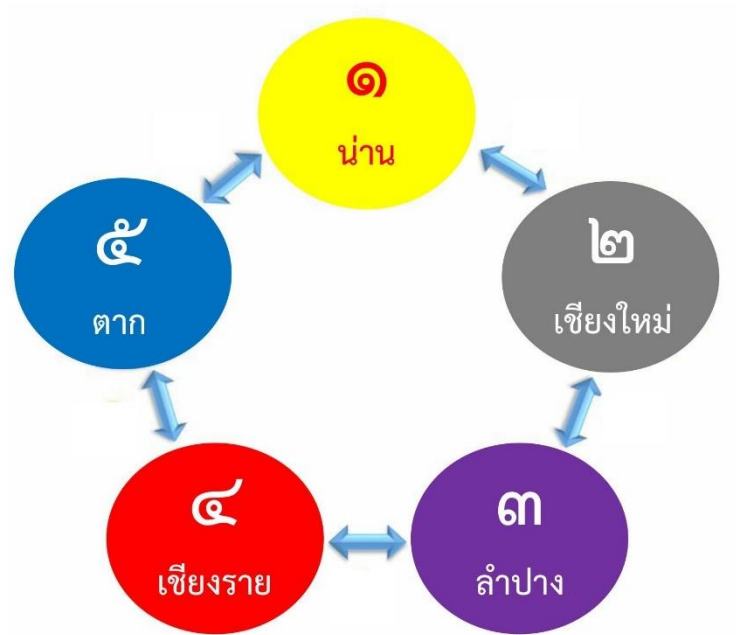 ๑
น่าน
๒
เชียงใหม่
๓
ลำปาง
๔
เชียงราย
๕
ตาก